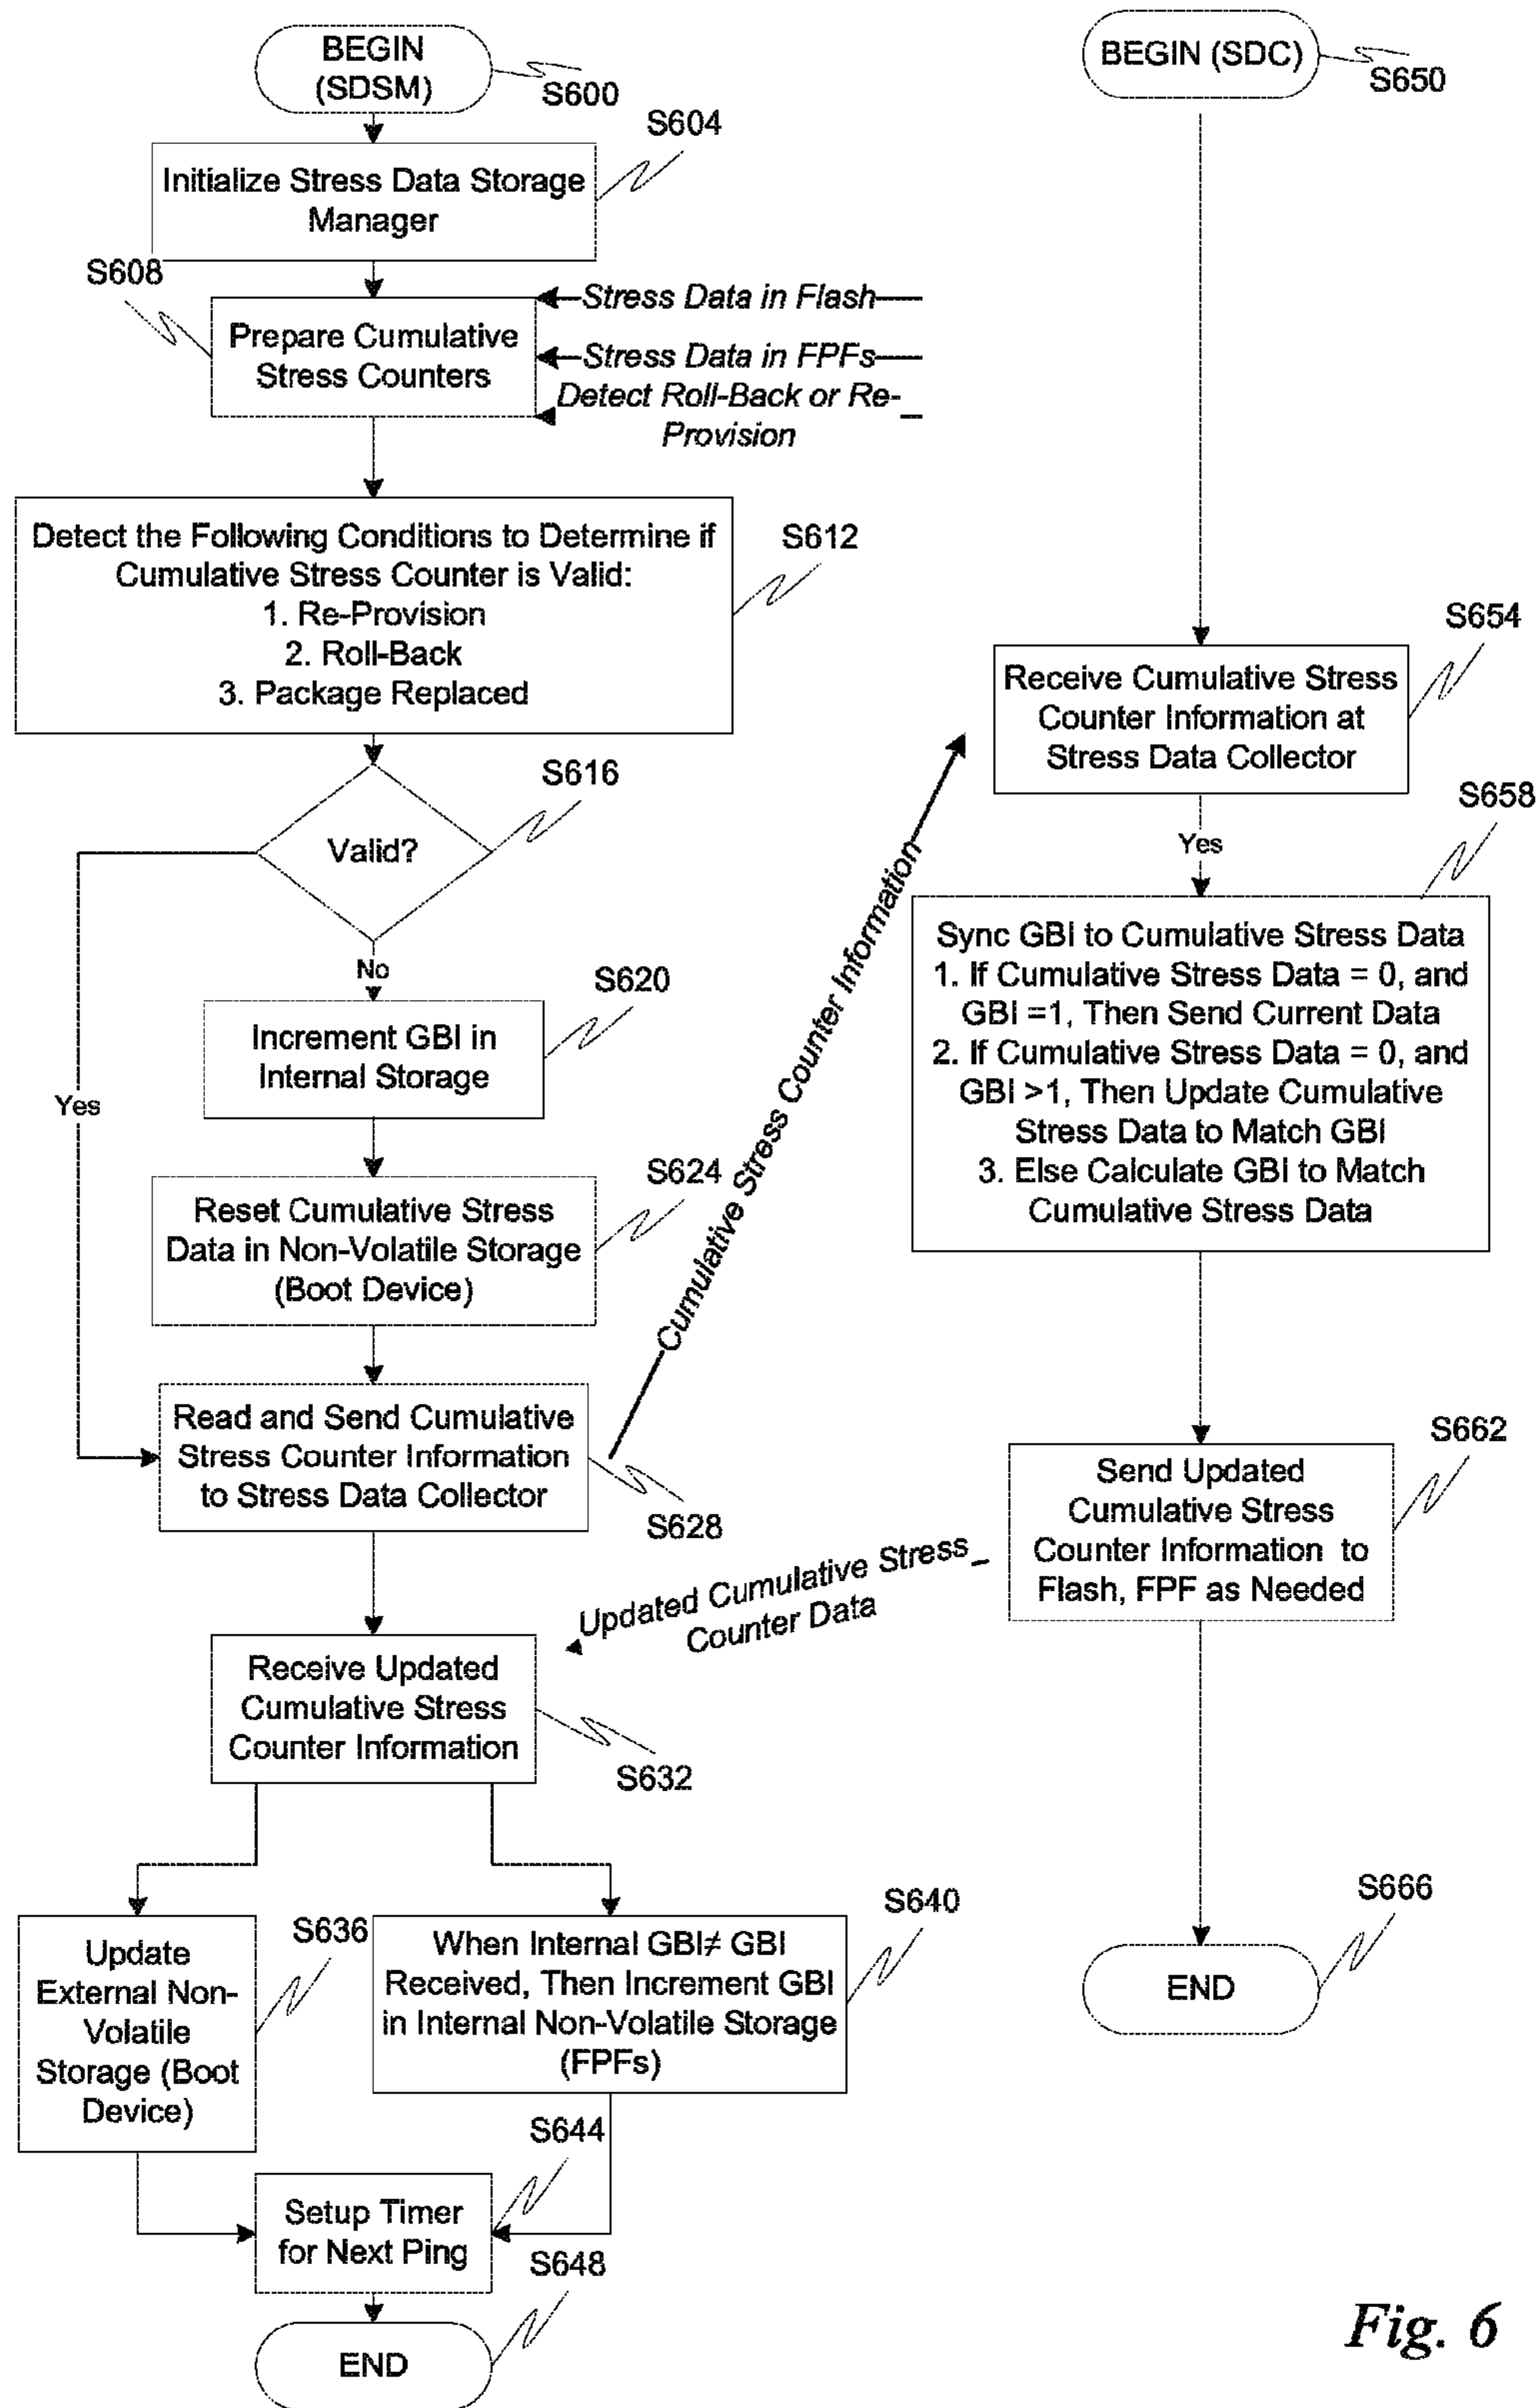 BEGIN
(SDSM)
S600
S604
Initialize Stress Data Storage
Manager
S608
Prepare Cumulative
Stress Counters
Stress Data in Flash
Stress Data in FPFs
Detect Roll-Back or Re-
Provision
Detect the Following Conditions to Determine if
Cumulative Stress Counter is Valid:
1. Re-Provision
2. Roll-Back
3. Package Replaced
S612
Valid?
S616
No
Yes
Increment GBI in
Internal Storage
S620
Reset Cumulative Stress
Data in Non-Volatile Storage
(Boot Device)
S624
Read and Send Cumulative
Stress Counter Information
to Stress Data Collector
S628
Cumulative Stress Counter Information
Updated Cumulative Stress
Counter Data
Receive Updated
Cumulative Stress
Counter Information
S632
Update
External Non-
Volatile
Storage (Boot
Device)
S636
When Internal GBI≠ GBI
Received, Then Increment GBI
in Internal Non-Volatile Storage
(FPFs)
S640
S644
Setup Timer
for Next Ping
S648
END
BEGIN (SDC)
S650
S654
Receive Cumulative Stress
Counter Information at
Stress Data Collector
Yes
S658
Sync GBI to Cumulative Stress Data
1. If Cumulative Stress Data = 0, and
GBI =1, Then Send Current Data
2. If Cumulative Stress Data = 0, and
GBI >1, Then Update Cumulative
Stress Data to Match GBI
3. Else Calculate GBI to Match
Cumulative Stress Data
S662
Send Updated
Cumulative Stress
Counter Information to
Flash, FPF as Needed
S666
END
Fig. 6